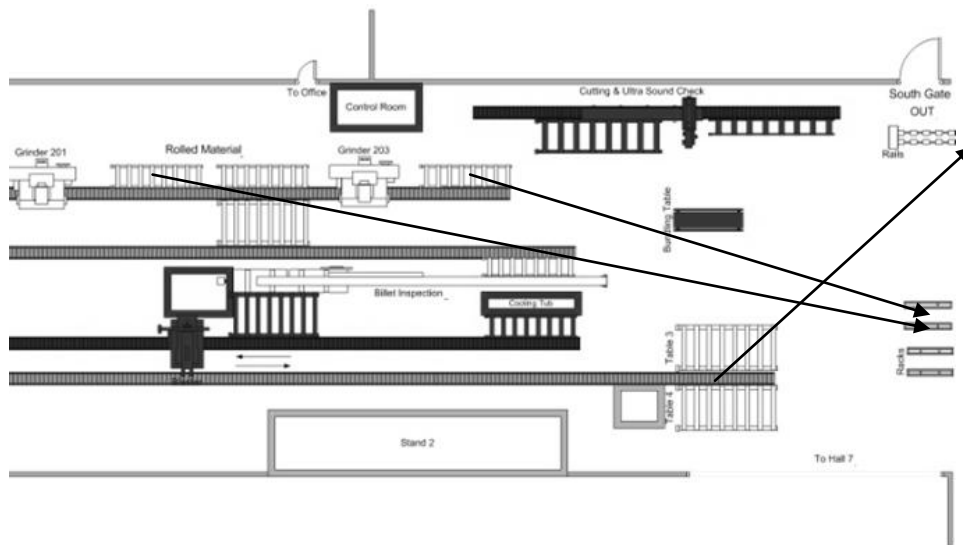 To Office
Control Room
Cutting & Ultra Sound Check
South Gate
OUT
Rails
Grinder 201
Rolled Material
Grinder 203
Bundling Table
Billet Inspection
Cooling Tub
Table 3
Racks
Table 4
Stand 2
To Hall 7